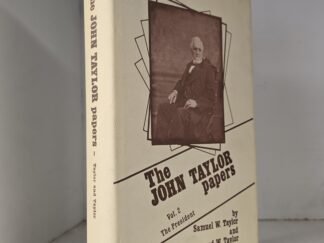 The JOHN TAYLOR papers - Taylor and Taylor
The
JOHN TAYLOR
papers
Vol. 2
The President
by
Samuel W. Taylor
and
W. Taylor